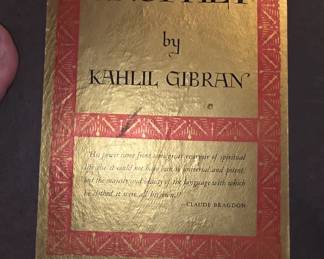 by
KAHLIL GIBRAN
"His power came from some great reservoir of spiritual
life else it could not have been so universal and potent,
but the majesty and beauty of the language with which
he clothed it were all his own."
—CLAUDE BRAGDON